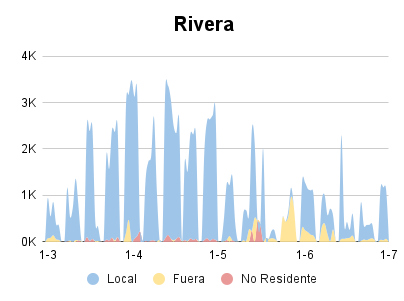 Rivera
4K
3K
2K
1K
0K
1-3 1-4 1-5 1-6 1-7
Local Fuera No Residente